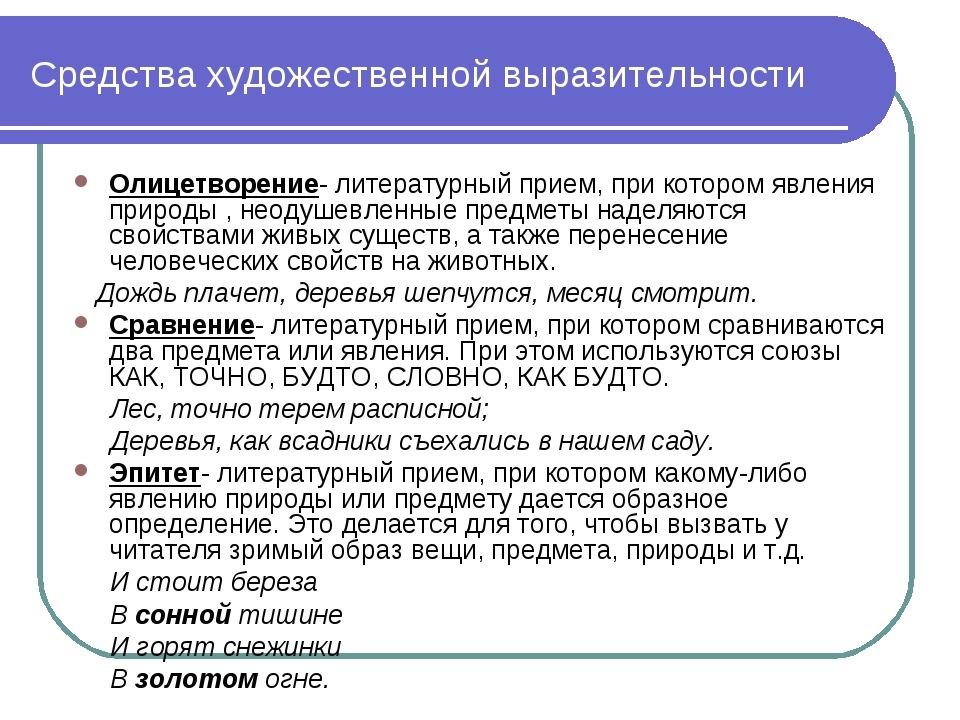 Средства художественной выразительности
Олицетворение- литературный прием, при котором явления
природы , неодушевленные предметы наделяются
свойствами живых существ, а также перенесение
человеческих свойств на животных.
Дождь плачет, деревья шепчутся, месяц смотрит.
Сравнение- литературный прием, при котором сравниваются
два предмета или явления. При этом используются союзы
КАК, ТОЧНО, БУДТО, СЛОВНО, КАК БУДТО.
Лес, точно терем расписной;
Деревья, как всадники съехались в нашем саду.
Эпитет- литературный прием, при котором какому-либо
явлению природы или предмету дается образное
определение. Это делается для того, чтобы вызвать у
читателя зримый образ вещи, предмета, природы и т.д.
И стоит береза
В сонной тишине
И горят снежинки
В золотом огне.